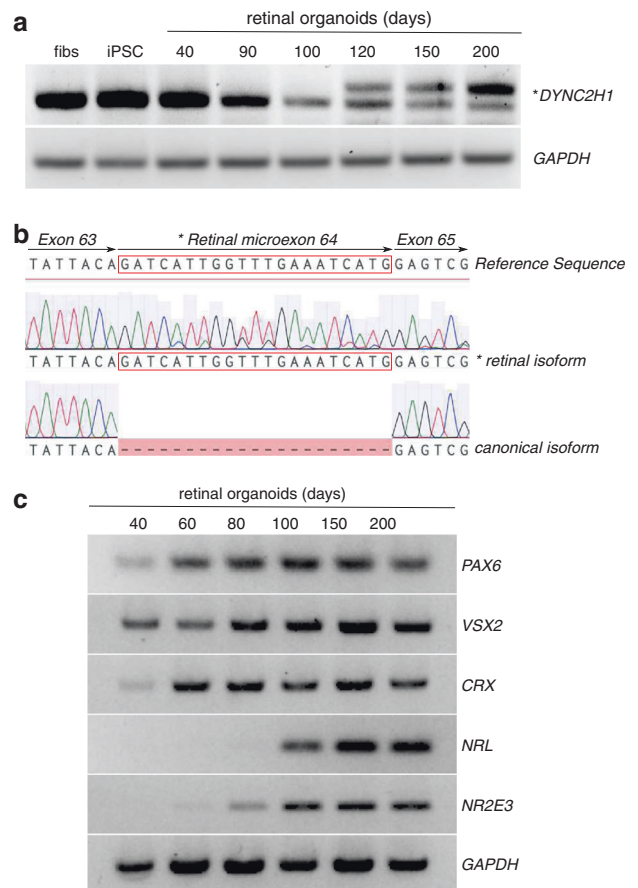 a
retinal organoids (days)
fibs iPSC 40 90 100 120 150 200
*DYNC2H1
GAPDH
b
Exon 63 * Retinal microexon 64 Exon 65
TATTACAGATCATTGGTTTGAAATCATGGAGTCG Reference Sequence
TATTACAGATCATTGGTTTGAAATCATGGAGTCG * retinal isoform
TATTACA--------------------GAGTCG canonical isoform
c
retinal organoids (days)
40 60 80 100 150 200
PAX6
VSX2
CRX
NRL
NR2E3
GAPDH